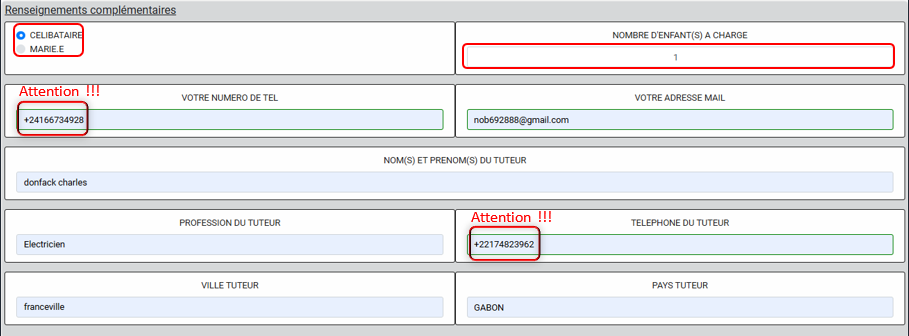 Renseignements complémentaires
CELIBATAIRE
MARIE.E
NOMBRE D'ENFANT(S) A CHARGE
1
Attention !!!
VOTRE NUMERO DE TEL
VOTRE ADRESSE MAIL
+24166734928
nob692888@gmail.com
NOM(S) ET PRENOM(S) DU TUTEUR
donfack charles
Attention !!!
PROFESSION DU TUTEUR
TELEPHONE DU TUTEUR
Electricien
+22174823962
VILLE TUTEUR
PAYS TUTEUR
franceville
GABON